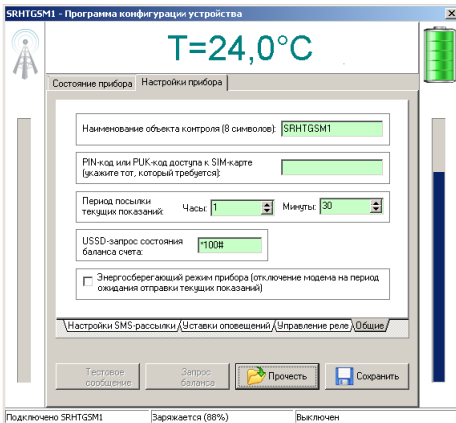 SRHTGSM1 - Программа конфигурации устройства
T=24,0°C
Состояние прибора Настройки прибора
Наименование объекта контроля (8 символов): SRHTGSM1
PIN-код или PUK-код доступа к SIM-карте
(укажите тот, который требуется):
Период посылки
текущих показаний: Часы: 1 Минуты: 30
USSD-запрос состояния
баланса счета: *100#
Энергосберегающий режим прибора (отключение модема на период
ожидания отправки текущих показаний)
Настройки SMS-рассылки Уставки оповещений Управление реле Общие
Тестовое
сообщение
Запрос
баланса
Прочесть
Сохранить
Подключено SRHTGSM1 Заряжается (88%) Выключен